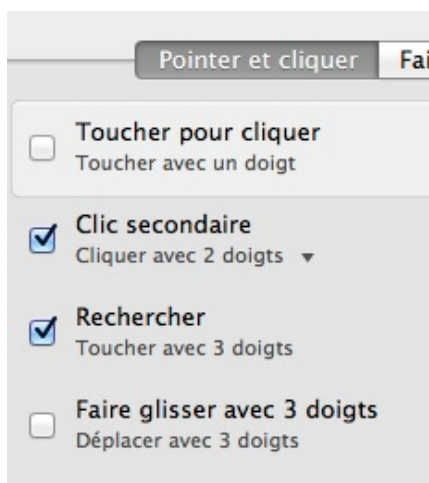 Pointer et cliquer Fai
Toucher pour cliquer
Toucher avec un doigt
Clic secondaire
Cliquer avec 2 doigts
Rechercher
Toucher avec 3 doigts
Faire glisser avec 3 doigts
Déplacer avec 3 doigts